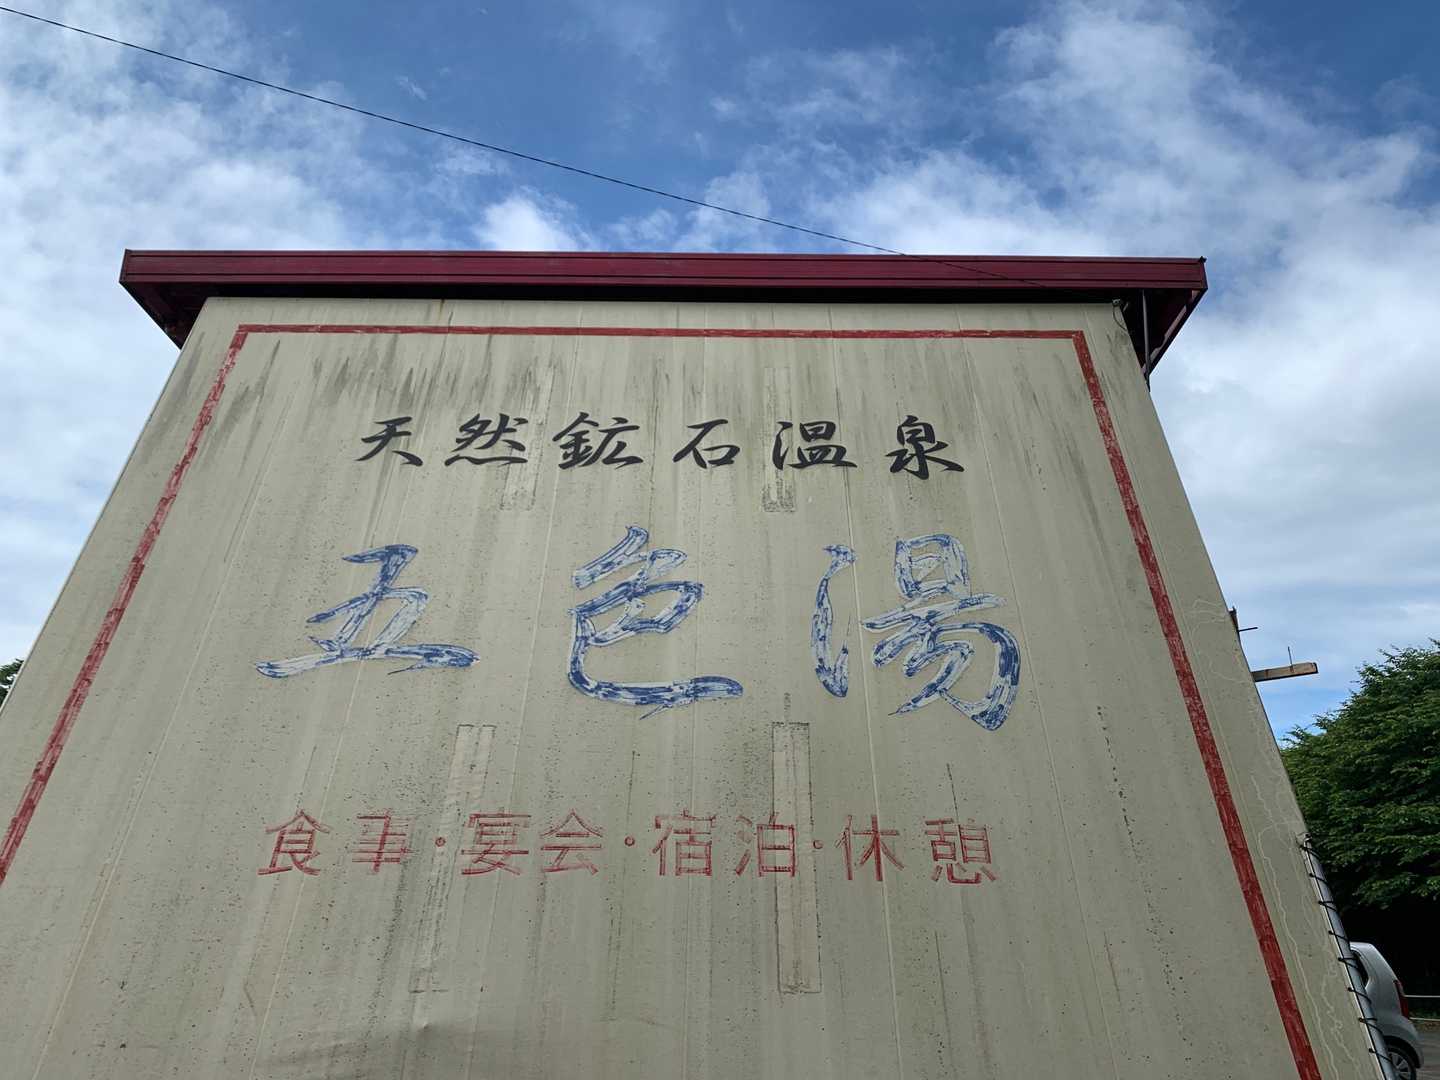 天然鉱石温泉
五色湯
食事・宴会・宿泊・休憩